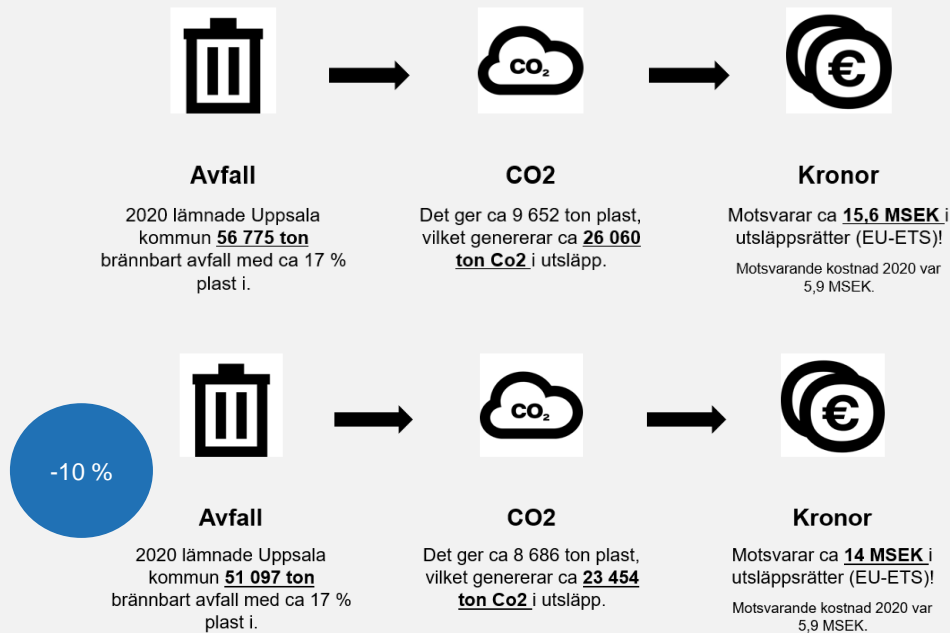 CO₂
€
Avfall
CO2
Kronor
2020 lämnade Uppsala
kommun 56 775 ton
brännbart avfall med ca 17 %
plast i.
Det ger ca 9 652 ton plast,
vilket genererar ca 26 060
ton Co2 i utsläpp.
Motsvarar ca 15,6 MSEK i
utsläppsrätter (EU-ETS)!
Motsvarande kostnad 2020 var
5,9 MSEK.
CO₂
€
-10 %
Avfall
CO2
Kronor
2020 lämnade Uppsala
kommun 51 097 ton
brännbart avfall med ca 17 %
plast i.
Det ger ca 8 686 ton plast,
vilket genererar ca 23 454
ton Co2 i utsläpp.
Motsvarar ca 14 MSEK i
utsläppsrätter (EU-ETS)!
Motsvarande kostnad 2020 var
5,9 MSEK.